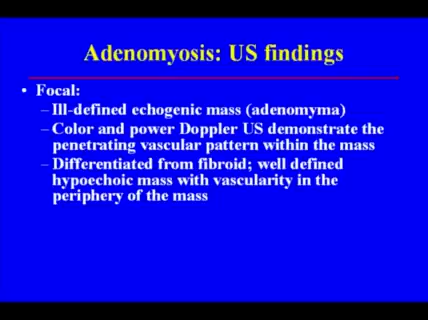 Adenomyosis: US findings
• Focal:
– Ill-defined echogenic mass (adenomyma)
– Color and power Doppler US demonstrate the
penetrating vascular pattern within the mass
– Differentiated from fibroid; well defined
hypoechoic mass with vascularity in the
periphery of the mass